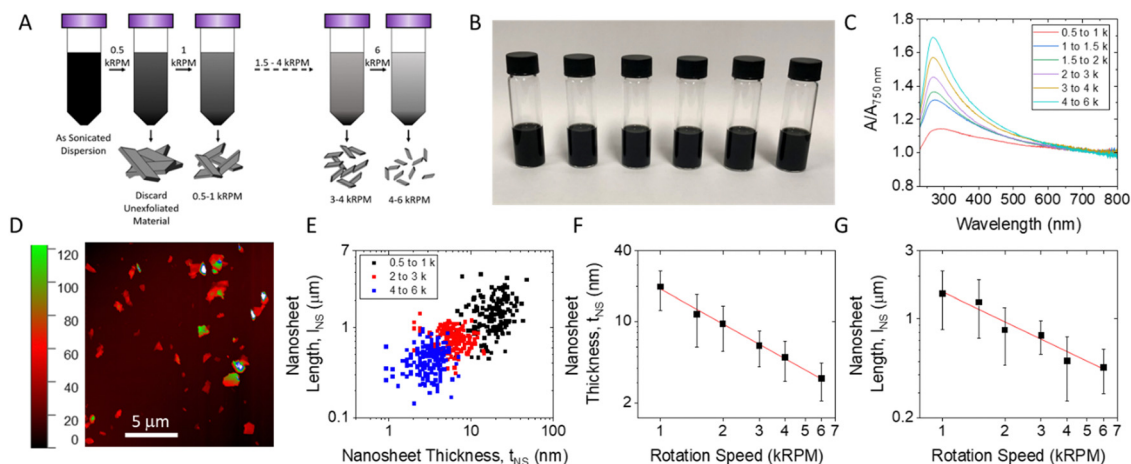 A
0.5
kRPM
1
kRPM
1.5 - 4 kRPM
6
kRPM
As Sonicated
Dispersion
Discard
Unexfoliated
Material
0.5-1 kRPM
3-4 kRPM
4-6 kRPM
B
C
A/A750 nm
1.8
1.6
1.4
1.2
1.0
0.8
0.5 to 1 k
1 to 1.5k
1.5 to 2 k
2 to 3 k
3 to 4 k
4 to 6 k
300 400 500 600 700 800
Wavelength (nm)
D
120
100
80
60
40
20
0
5 μm
E
Nanosheet
Length, lNS (μm)
7
1
0.1
0.5 to 1 k
2 to 3 k
4 to 6 k
0.1 1 10 100
Nanosheet Thickness, tNS (nm)
F
Nanosheet
Thickness, tNS (nm)
40
10
2
1 2 3 4 5 6 7
Rotation Speed (kRPM)
G
Nanosheet
Length, lNS (μm)
3
1
0.2
1 2 3 4 5 6 7
Rotation Speed (kRPM)